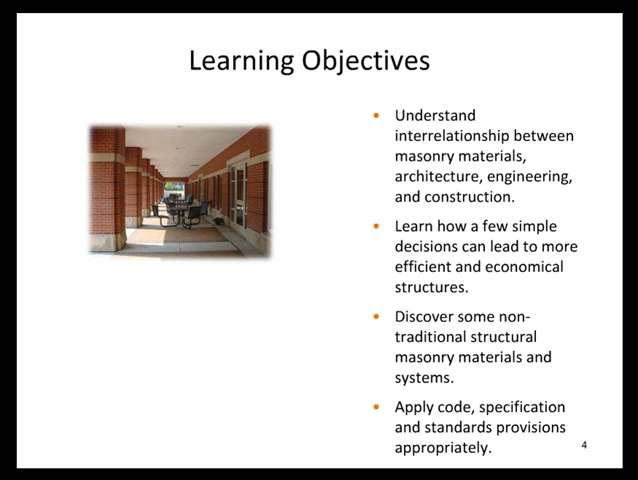 Learning Objectives
• Understand
interrelationship between
masonry materials,
architecture, engineering,
and construction.
• Learn how a few simple
decisions can lead to more
efficient and economical
structures.
• Discover some non-
traditional structural
masonry materials and
systems.
• Apply code, specification
and standards provisions
appropriately.
4